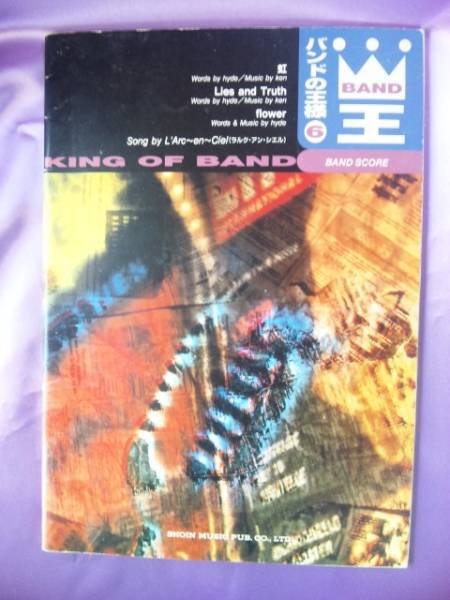 虹
Words by hyde／Music by ken
Lies and Truth
Words by hyde／Music by ken
flower
Words & Music by hyde
Song by L'Arc〜en〜Ciel（ラルク・アン・シエル）
バンドの王様 6
BAND
王
KING OF BAND
BAND SCORE
SHOIN MUSIC PUB. CO., LTD.